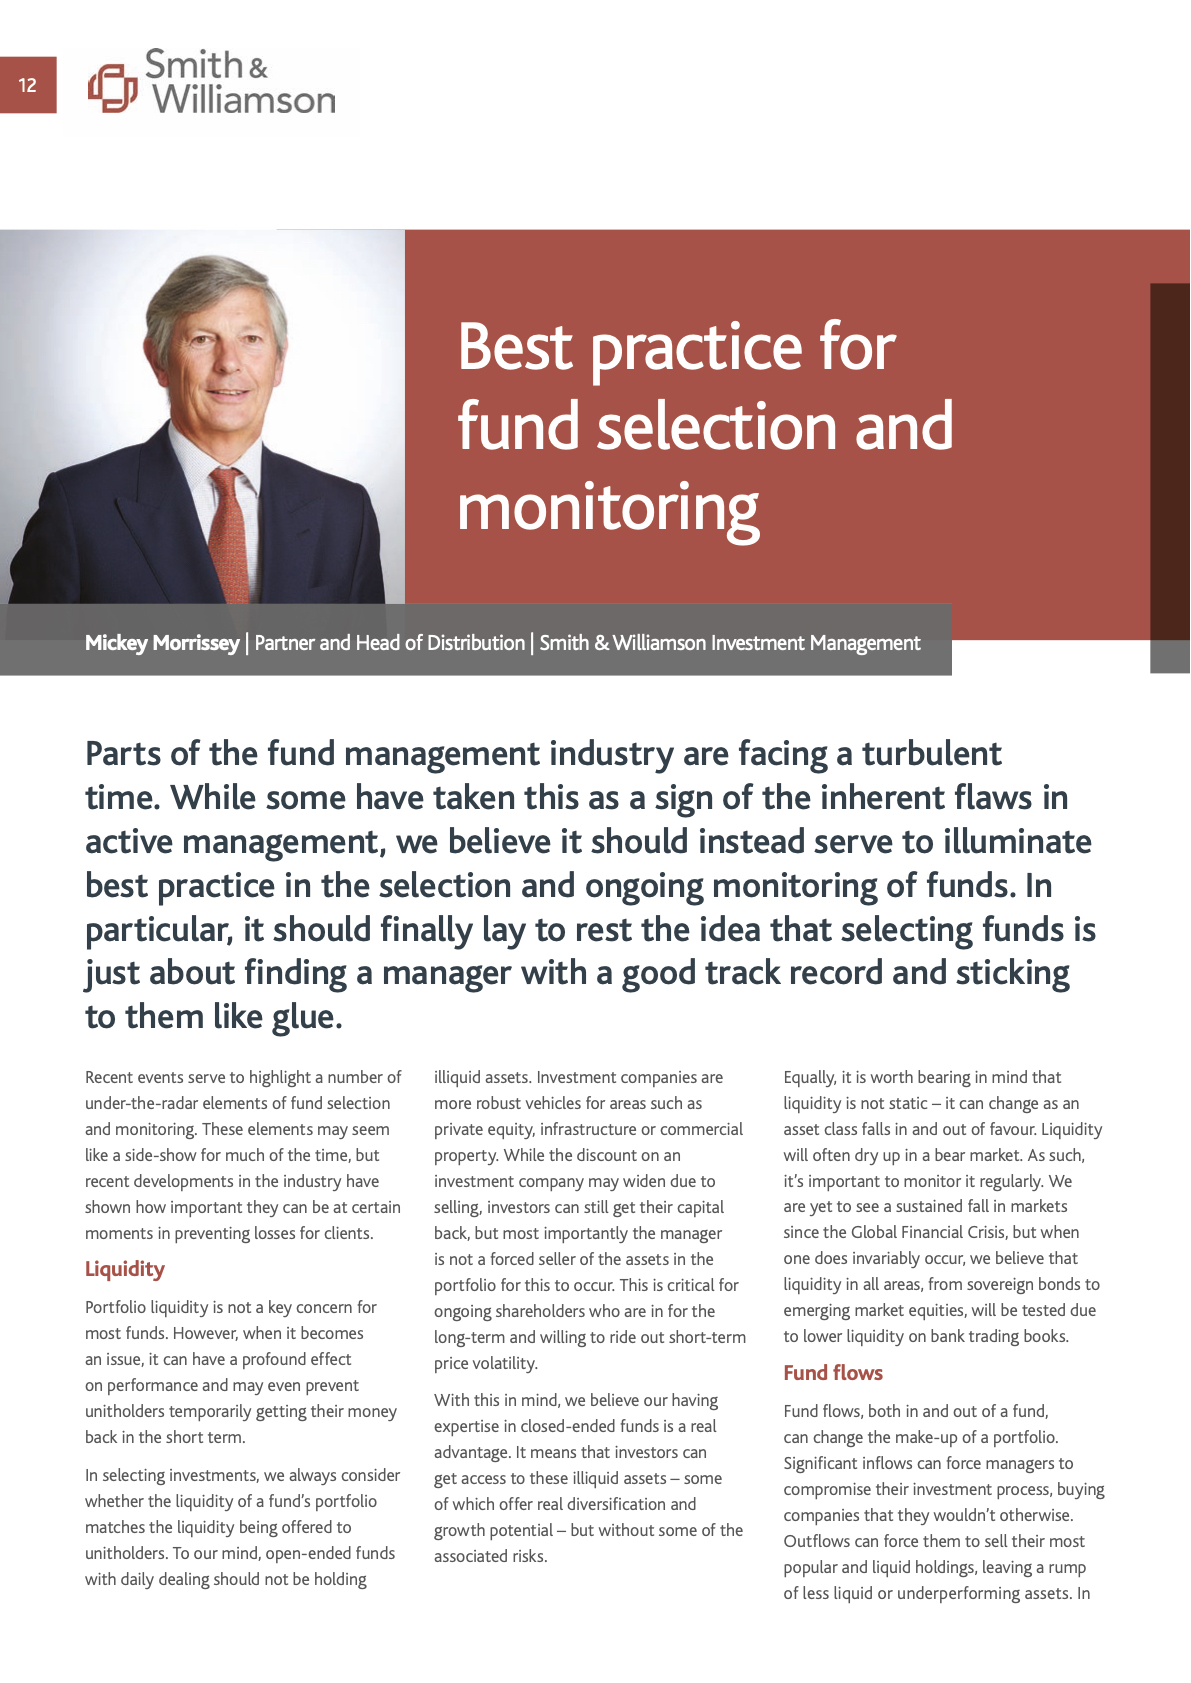 12
Smith &
Williamson
Best practice for
fund selection and
monitoring
Mickey Morrissey | Partner and Head of Distribution | Smith & Williamson Investment Management
Parts of the fund management industry are facing a turbulent
time. While some have taken this as a sign of the inherent flaws in
active management, we believe it should instead serve to illuminate
best practice in the selection and ongoing monitoring of funds. In
particular, it should finally lay to rest the idea that selecting funds is
just about finding a manager with a good track record and sticking
to them like glue.
Recent events serve to highlight a number of
under-the-radar elements of fund selection
and monitoring. These elements may seem
like a side-show for much of the time, but
recent developments in the industry have
shown how important they can be at certain
moments in preventing losses for clients.
Liquidity
Portfolio liquidity is not a key concern for
most funds. However, when it becomes
an issue, it can have a profound effect
on performance and may even prevent
unitholders temporarily getting their money
back in the short term.
In selecting investments, we always consider
whether the liquidity of a fund's portfolio
matches the liquidity being offered to
unitholders. To our mind, open-ended funds
with daily dealing should not be holding
illiquid assets. Investment companies are
more robust vehicles for areas such as
private equity, infrastructure or commercial
property. While the discount on an
investment company may widen due to
selling, investors can still get their capital
back, but most importantly the manager
is not a forced seller of the assets in the
portfolio for this to occur. This is critical for
ongoing shareholders who are in for the
long-term and willing to ride out short-term
price volatility.
With this in mind, we believe our having
expertise in closed-ended funds is a real
advantage. It means that investors can
get access to these illiquid assets – some
of which offer real diversification and
growth potential – but without some of the
associated risks.
Equally, it is worth bearing in mind that
liquidity is not static – it can change as an
asset class falls in and out of favour. Liquidity
will often dry up in a bear market. As such,
it's important to monitor it regularly. We
are yet to see a sustained fall in markets
since the Global Financial Crisis, but when
one does invariably occur, we believe that
liquidity in all areas, from sovereign bonds to
emerging market equities, will be tested due
to lower liquidity on bank trading books.
Fund flows
Fund flows, both in and out of a fund,
can change the make-up of a portfolio.
Significant inflows can force managers to
compromise their investment process, buying
companies that they wouldn't otherwise.
Outflows can force them to sell their most
popular and liquid holdings, leaving a rump
of less liquid or underperforming assets. In